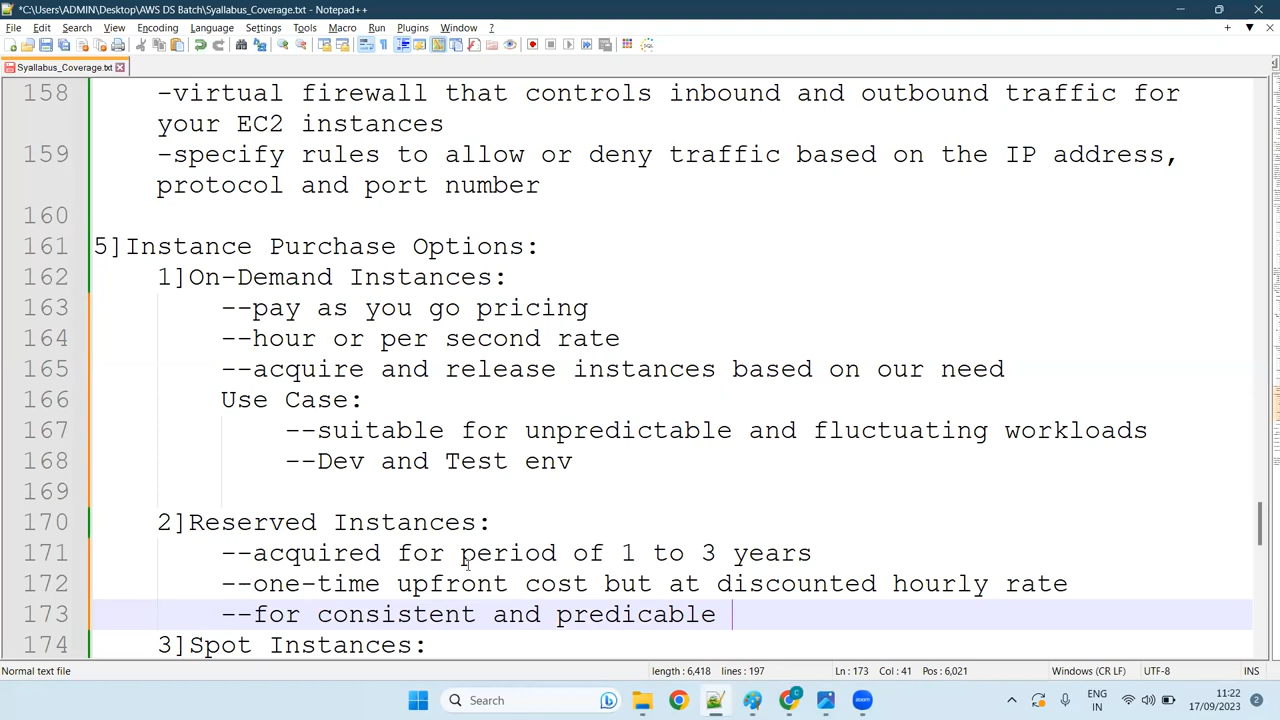 *C:\Users\ADMIN\Desktop\AWS DS Batch\Syallabus_Coverage.txt - Notepad++
File Edit Search View Encoding Language Settings Tools Macro Run Plugins Window ?
Syallabus_Coverage.txt
158 -virtual firewall that controls inbound and outbound traffic for
your EC2 instances
159 -specify rules to allow or deny traffic based on the IP address,
protocol and port number
160
161 5]Instance Purchase Options:
162 1]On-Demand Instances:
163 --pay as you go pricing
164 --hour or per second rate
165 --acquire and release instances based on our need
166 Use Case:
167 --suitable for unpredictable and fluctuating workloads
168 --Dev and Test env
169
170 2]Reserved Instances:
171 --acquired for period of 1 to 3 years
172 --one-time upfront cost but at discounted hourly rate
173 --for consistent and predicable
174 3]Spot Instances:
Normal text file length : 6,418 lines : 197 Ln : 173 Col : 41 Pos : 6,021 Windows (CR LF) UTF-8 INS
Search
ENG
IN
11:22
17/09/2023
2